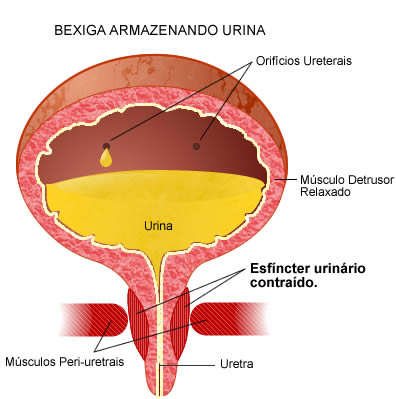 BEXIGA ARMAZENANDO URINA
Orifícios Ureterais
Músculo Detrusor
Relaxado
Urina
Esfíncter urinário
contraído.
Músculos Peri-uretrais
Uretra